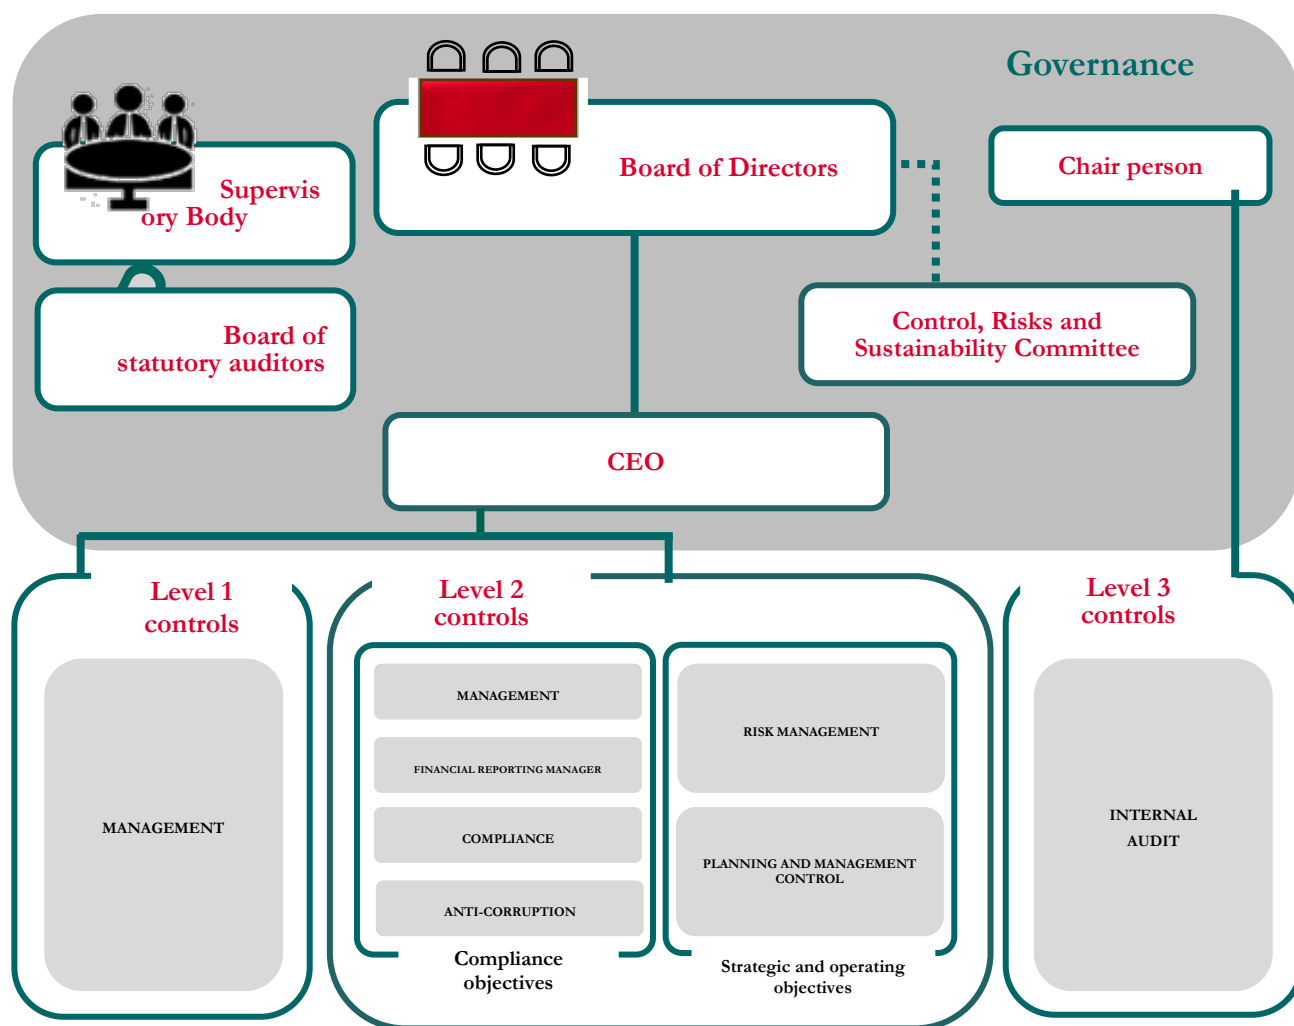 Governance
Supervis
ory Body
Board of Directors
Chair person
Board of
statutory auditors
Control, Risks and
Sustainability Committee
CEO
Level 1
controls
MANAGEMENT
Level 2
controls
MANAGEMENT
FINANCIAL REPORTING MANAGER
COMPLIANCE
ANTI-CORRUPTION
Compliance
objectives
RISK MANAGEMENT
PLANNING AND MANAGEMENT
CONTROL
Strategic and operating
objectives
Level 3
controls
INTERNAL
AUDIT